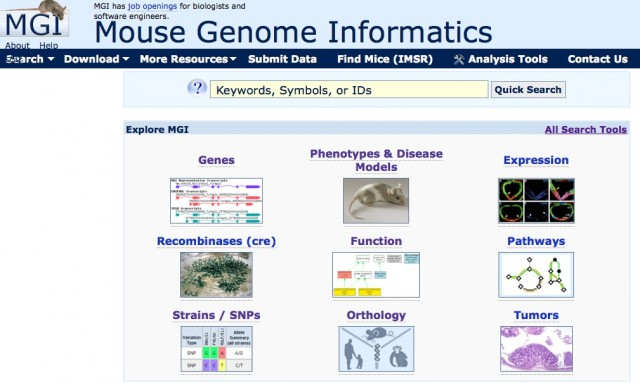 MGI has job openings for biologists and
software engineers.
MGI
Mouse Genome Informatics
About Help
Search Download More Resources Submit Data Find Mice (IMSR) Analysis Tools Contact Us
? Keywords, Symbols, or IDs Quick Search
Explore MGI All Search Tools
Genes Phenotypes & Disease Models Expression
Recombinases (cre) Function Pathways
Strains / SNPs Orthology Tumors
Variation Type Allele Summary (all strains)
SNP C G A A/G
SNP C C T C/T